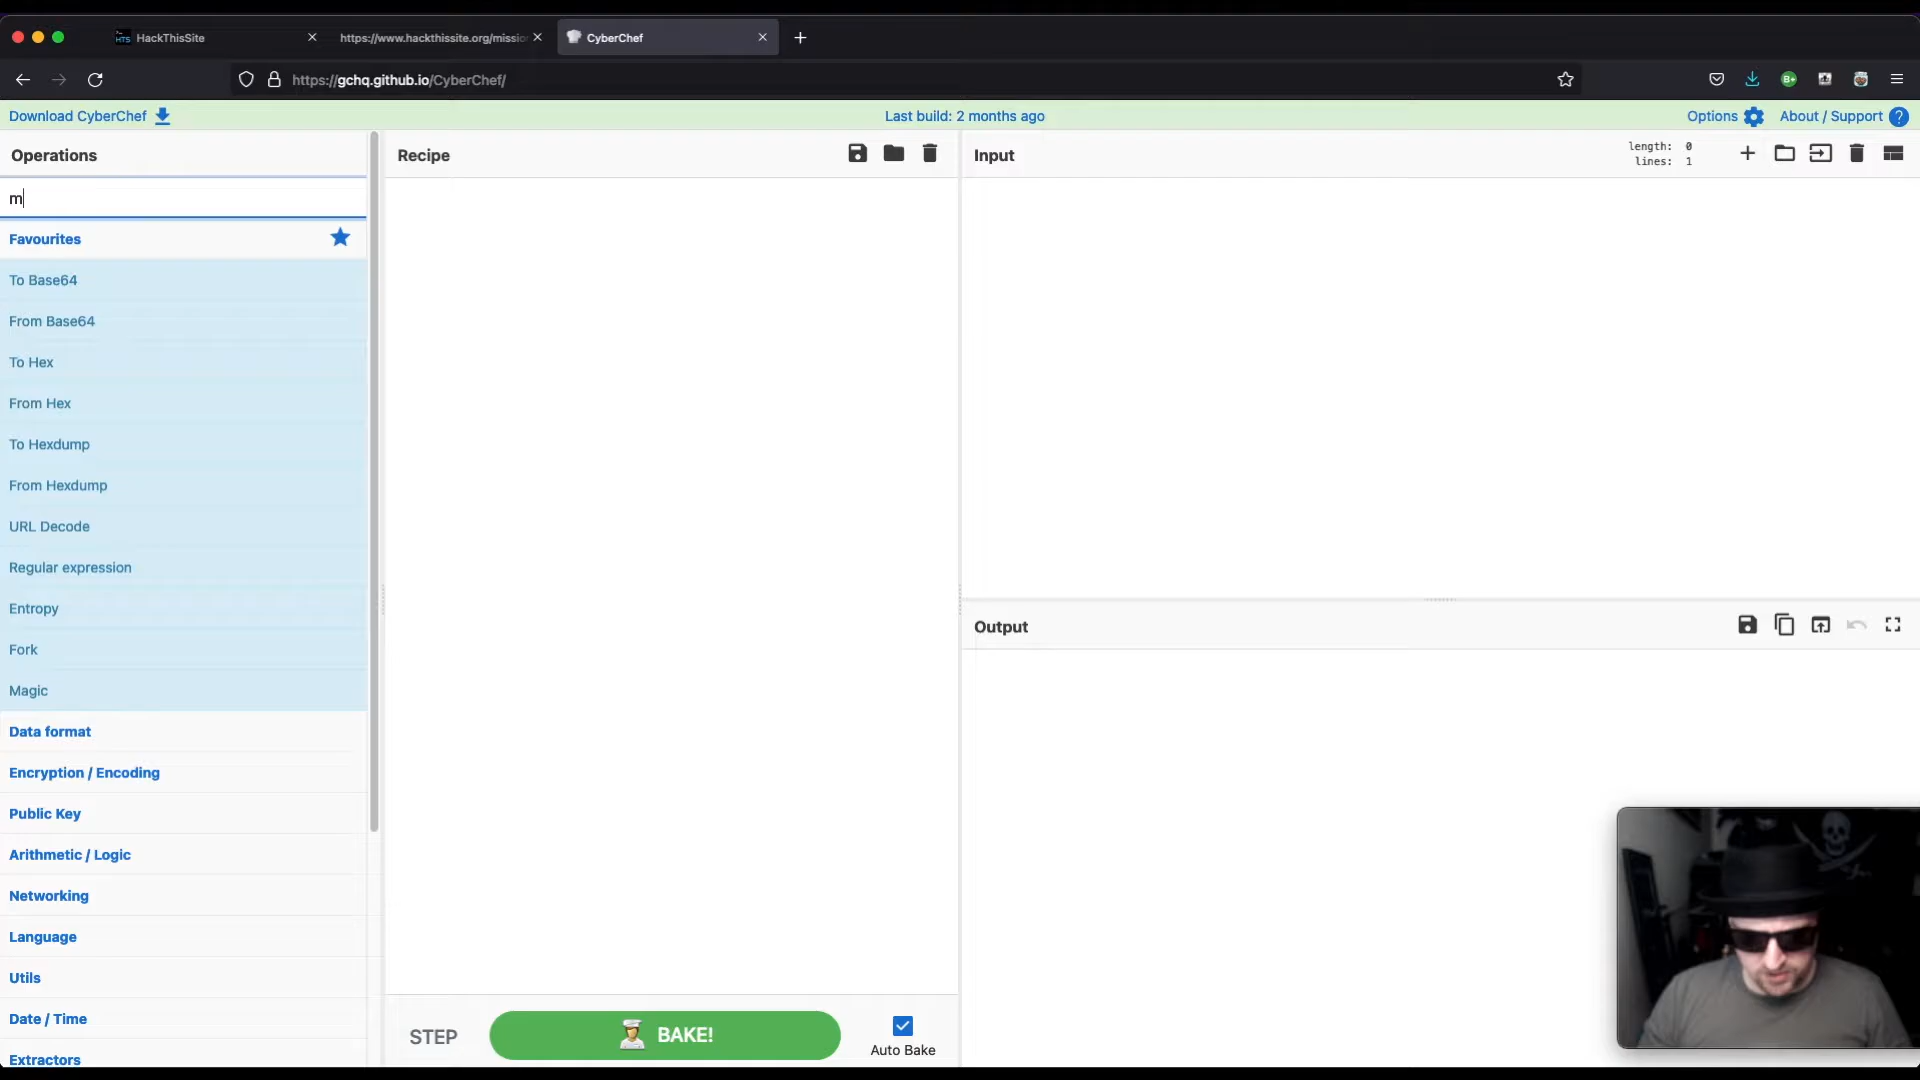 HTS HackThisSite
https://www.hackthissite.org/missio
CyberChef
https://gchq.github.io/CyberChef/
Download CyberChef
Last build: 2 months ago
Options
About / Support
Operations
m
Favourites
To Base64
From Base64
To Hex
From Hex
To Hexdump
From Hexdump
URL Decode
Regular expression
Entropy
Fork
Magic
Data format
Encryption / Encoding
Public Key
Arithmetic / Logic
Networking
Language
Utils
Date / Time
Extractors
Recipe
STEP
BAKE!
Auto Bake
Input
length: 0
lines: 1
Output